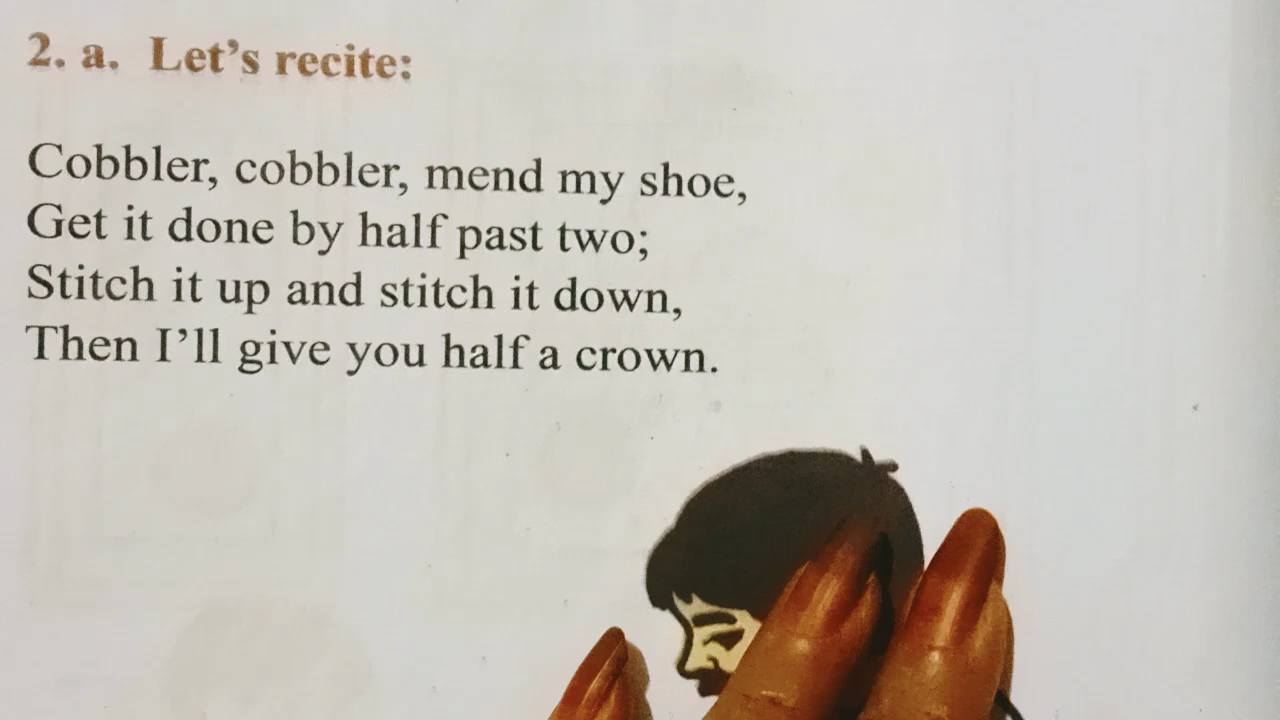 2. a. Let's recite:
Cobbler, cobbler, mend my shoe,
Get it done by half past two;
Stitch it up and stitch it down,
Then I'll give you half a crown.